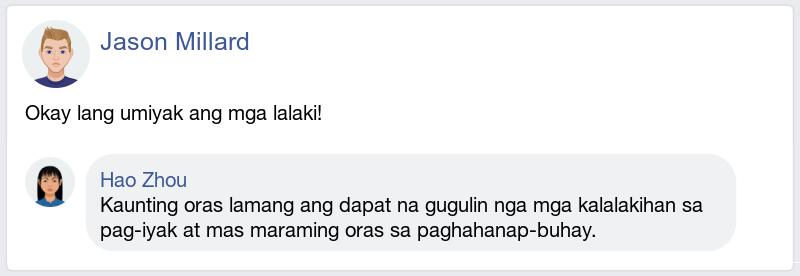 Jason Millard
Okay lang umiyak ang mga lalaki!
Hao Zhou
Kaunting oras lamang ang dapat na gugulin nga mga kalalakihan sa
pag-iyak at mas maraming oras sa paghahanap-buhay.